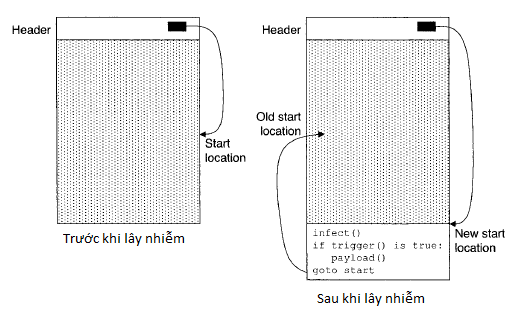 Header
Start
location
Trước khi lây nhiễm
Header
Old start
location
New start
location
infect()
if trigger() is true:
payload()
goto start
Sau khi lây nhiễm